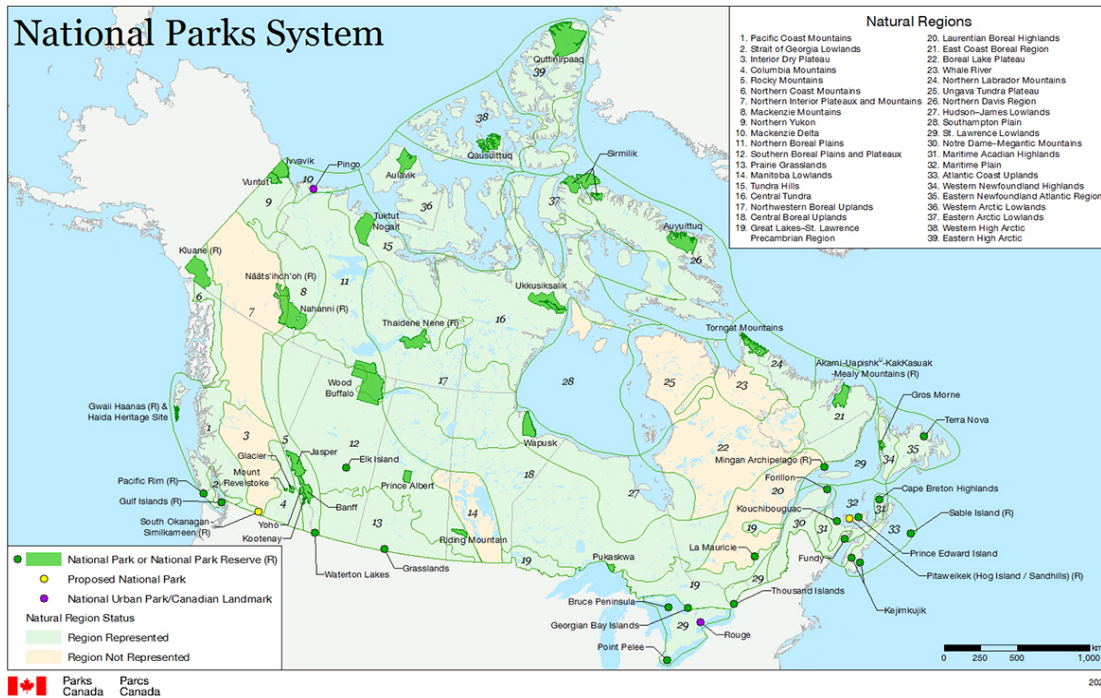 National Parks System
Natural Regions
1. Pacific Coast Mountains
2. Strait of Georgia Lowlands
3. Interior Dry Plateau
4. Columbia Mountains
5. Rocky Mountains
6. Northern Coast Mountains
7. Northern Interior Plateaux and Mountains
8. Mackenzie Mountains
9. Northern Yukon
10. Mackenzie Delta
11. Northern Boreal Plains
12. Southern Boreal Plains and Plateaux
13. Prairie Grasslands
14. Manitoba Lowlands
15. Tundra Hills
16. Central Tundra
17. Northwestern Boreal Uplands
18. Central Boreal Uplands
19. Great Lakes–St. Lawrence
Precambrian Region
20. Laurentian Boreal Highlands
21. East Coast Boreal Region
22. Boreal Lake Plateau
23. Whale River
24. Northern Labrador Mountains
25. Ungava Tundra Plateau
26. Northern Davis Region
27. Hudson–James Lowlands
28. Southampton Plain
29. St. Lawrence Lowlands
30. Notre Dame–Megantic Mountains
31. Maritime Acadian Highlands
32. Maritime Plain
33. Atlantic Coast Uplands
34. Western Newfoundland Highlands
35. Eastern Newfoundland Atlantic Region
36. Western Arctic Lowlands
37. Eastern Arctic Lowlands
38. Western High Arctic
39. Eastern High Arctic
Quttinirpaaq
39
38
Qausuittuq
Sirmilik
Ivvavik
Pingo
Vuntut
10
Aulavik
9
36
37
Tuktut
Nogait
15
Auyuittuq
26
Kluane (R)
6
Nááts'ihch'oh (R)
8
7
Nahanni (R)
11
Ukkusiksalik
16
Thaidene Nene (R)
Torngat Mountains
24
Akami-Uapishkᵁ-KakKasuak
-Mealy Mountains (R)
Wood
Buffalo
17
28
25
23
21
Gros Morne
Terra Nova
Gwaii Haanas (R) &
Haida Heritage Site
1
3
5
Wapusk
22
35
34
12
Jasper
Glacier
Elk Island
Mount
Revelstoke
Prince Albert
18
27
Mingan Archipelago (R)
29
Forillon
20
Pacific Rim (R)
2
Gulf Islands (R)
4
Banff
14
Cape Breton Highlands
Kouchibouguac
32
31
South Okanagan-
Similkameen (R)
Yoho
Kootenay
13
Riding Mountain
19
30
31
33
Sable Island (R)
Prince Edward Island
La Mauricie
Fundy
Pitaweikek (Hog Island / Sandhills) (R)
Waterton Lakes
Grasslands
19
Pukaskwa
19
29
Thousand Islands
Kejimkujik
Bruce Peninsula
Georgian Bay Islands
29
Rouge
Point Pelee
National Park or National Park Reserve (R)
Proposed National Park
National Urban Park/Canadian Landmark
Natural Region Status
Region Represented
Region Not Represented
0 250 500 1,000
Parks
Canada
Parcs
Canada